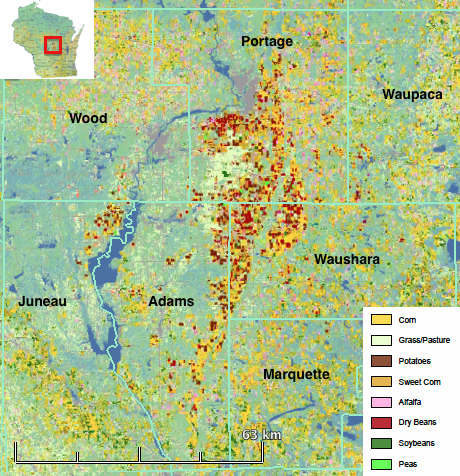 Portage
Waupaca
Wood
Waushara
Juneau
Adams
Marquette
63 km
Corn
Grass/Pasture
Potatoes
Sweet Corn
Alfalfa
Dry Beans
Soybeans
Peas